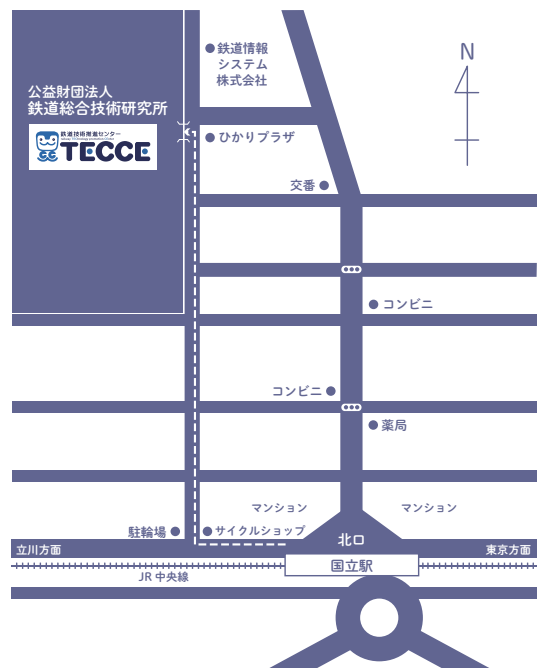 鉄道情報
システム
株式会社
N
公益財団法人
鉄道総合技術研究所
鉄道技術推進センター
TECCE
ひかりプラザ
交番
コンビニ
コンビニ
薬局
マンション
マンション
駐輪場
サイクルショップ
北口
立川方面
東京方面
国立駅
JR 中央線